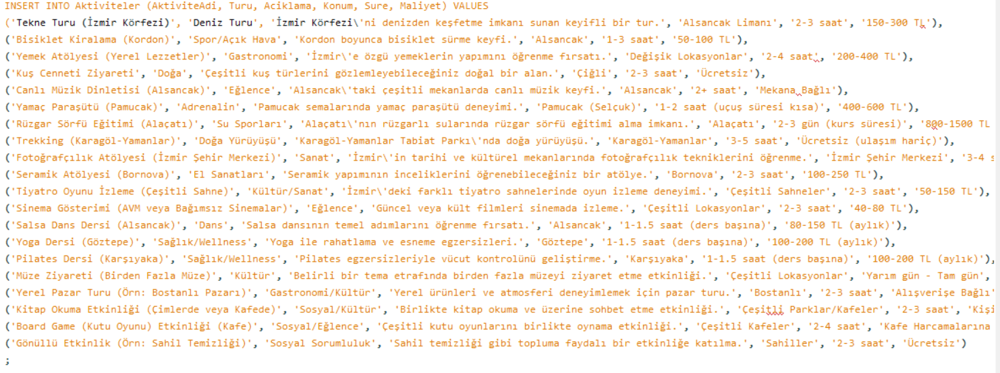 INSERT INTO Aktiviteler (AktiviteAdi, Turu, Aciklama, Konum, Sure, Maliyet) VALUES
('Tekne Turu (İzmir Körfezi)', 'Deniz Turu', 'İzmir Körfezi\'ni denizden keşfetme imkanı sunan keyifli bir tur.', 'Alsancak Limanı', '2-3 saat', '150-300 TL'),
('Bisiklet Kiralama (Kordon)', 'Spor/Açık Hava', 'Kordon boyunca bisiklet sürme keyfi.', 'Alsancak', '1-3 saat', '50-100 TL'),
('Yemek Atölyesi (Yerel Lezzetler)', 'Gastronomi', 'İzmir\'e özgü yemeklerin yapımını öğrenme fırsatı.', 'Değişik Lokasyonlar', '2-4 saat', '200-400 TL'),
('Kuş Cenneti Ziyareti', 'Doğa', 'Çeşitli kuş türlerini gözlemleyebileceğiniz doğal bir alan.', 'Çiğli', '2-3 saat', 'Ücretsiz'),
('Canlı Müzik Dinletisi (Alsancak)', 'Eğlence', 'Alsancak\'taki çeşitli mekanlarda canlı müzik keyfi.', 'Alsancak', '2+ saat', 'Mekana Bağlı'),
('Yamaç Paraşütü (Pamucak)', 'Adrenalin', 'Pamucak semalarında yamaç paraşütü deneyimi.', 'Pamucak (Selçuk)', '1-2 saat (uçuş süresi kısa)', '400-600 TL'),
('Rüzgar Sörfü Eğitimi (Alaçatı)', 'Su Sporları', 'Alaçatı\'nın rüzgarlı sularında rüzgar sörfü eğitimi alma imkanı.', 'Alaçatı', '2-3 gün (kurs süresi)', '800-1500 TL
('Trekking (Karagöl-Yamanlar)', 'Doğa Yürüyüşü', 'Karagöl-Yamanlar Tabiat Parkı\'nda doğa yürüyüşü.', 'Karagöl-Yamanlar', '3-5 saat', 'Ücretsiz (ulaşım hariç)'),
('Fotoğrafçılık Atölyesi (İzmir Şehir Merkezi)', 'Sanat', 'İzmir\'in tarihi ve kültürel mekanlarında fotoğrafçılık tekniklerini öğrenme.', 'İzmir Şehir Merkezi', '3-4 s
('Seramik Atölyesi (Bornova)', 'El Sanatları', 'Seramik yapımının inceliklerini öğrenebileceğiniz bir atölye.', 'Bornova', '2-3 saat', '100-250 TL'),
('Tiyatro Oyunu İzleme (Çeşitli Sahne)', 'Kültür/Sanat', 'İzmir\'deki farklı tiyatro sahnelerinde oyun izleme deneyimi.', 'Çeşitli Sahneler', '2-3 saat', '50-150 TL'),
('Sinema Gösterimi (AVM veya Bağımsız Sinemalar)', 'Eğlence', 'Güncel veya kült filmleri sinemada izleme.', 'Çeşitli Lokasyonlar', '2-3 saat', '40-80 TL'),
('Salsa Dans Dersi (Alsancak)', 'Dans', 'Salsa dansının temel adımlarını öğrenme fırsatı.', 'Alsancak', '1-1.5 saat (ders başına)', '80-150 TL (aylık)'),
('Yoga Dersi (Göztepe)', 'Sağlık/Wellness', 'Yoga ile rahatlama ve esneme egzersizleri.', 'Göztepe', '1-1.5 saat (ders başına)', '100-200 TL (aylık)'),
('Pilates Dersi (Karşıyaka)', 'Sağlık/Wellness', 'Pilates egzersizleriyle vücut kontrolünü geliştirme.', 'Karşıyaka', '1-1.5 saat (ders başına)', '100-200 TL (aylık)'),
('Müze Ziyareti (Birden Fazla Müze)', 'Kültür', 'Belirli bir tema etrafında birden fazla müzeyi ziyaret etme etkinliği.', 'Çeşitli Lokasyonlar', 'Yarım gün - Tam gün',
('Yerel Pazar Turu (Örn: Bostanlı Pazarı)', 'Gastronomi/Kültür', 'Yerel ürünleri ve atmosferi deneyimlemek için pazar turu.', 'Bostanlı', '2-3 saat', 'Alışverişe Bağlı'
('Kitap Okuma Etkinliği (Çimlerde veya Kafede)', 'Sosyal/Kültür', 'Birlikte kitap okuma ve üzerine sohbet etme etkinliği.', 'Çeşitli Parklar/Kafeler', '2-3 saat', 'Kişi
('Board Game (Kutu Oyunu) Etkinliği (Kafe)', 'Sosyal/Eğlence', 'Çeşitli kutu oyunlarını birlikte oynama etkinliği.', 'Çeşitli Kafeler', '2-4 saat', 'Kafe Harcamalarına
('Gönüllü Etkinlik (Örn: Sahil Temizliği)', 'Sosyal Sorumluluk', 'Sahil temizliği gibi topluma faydalı bir etkinliğe katılma.', 'Sahiller', '2-3 saat', 'Ücretsiz')
;